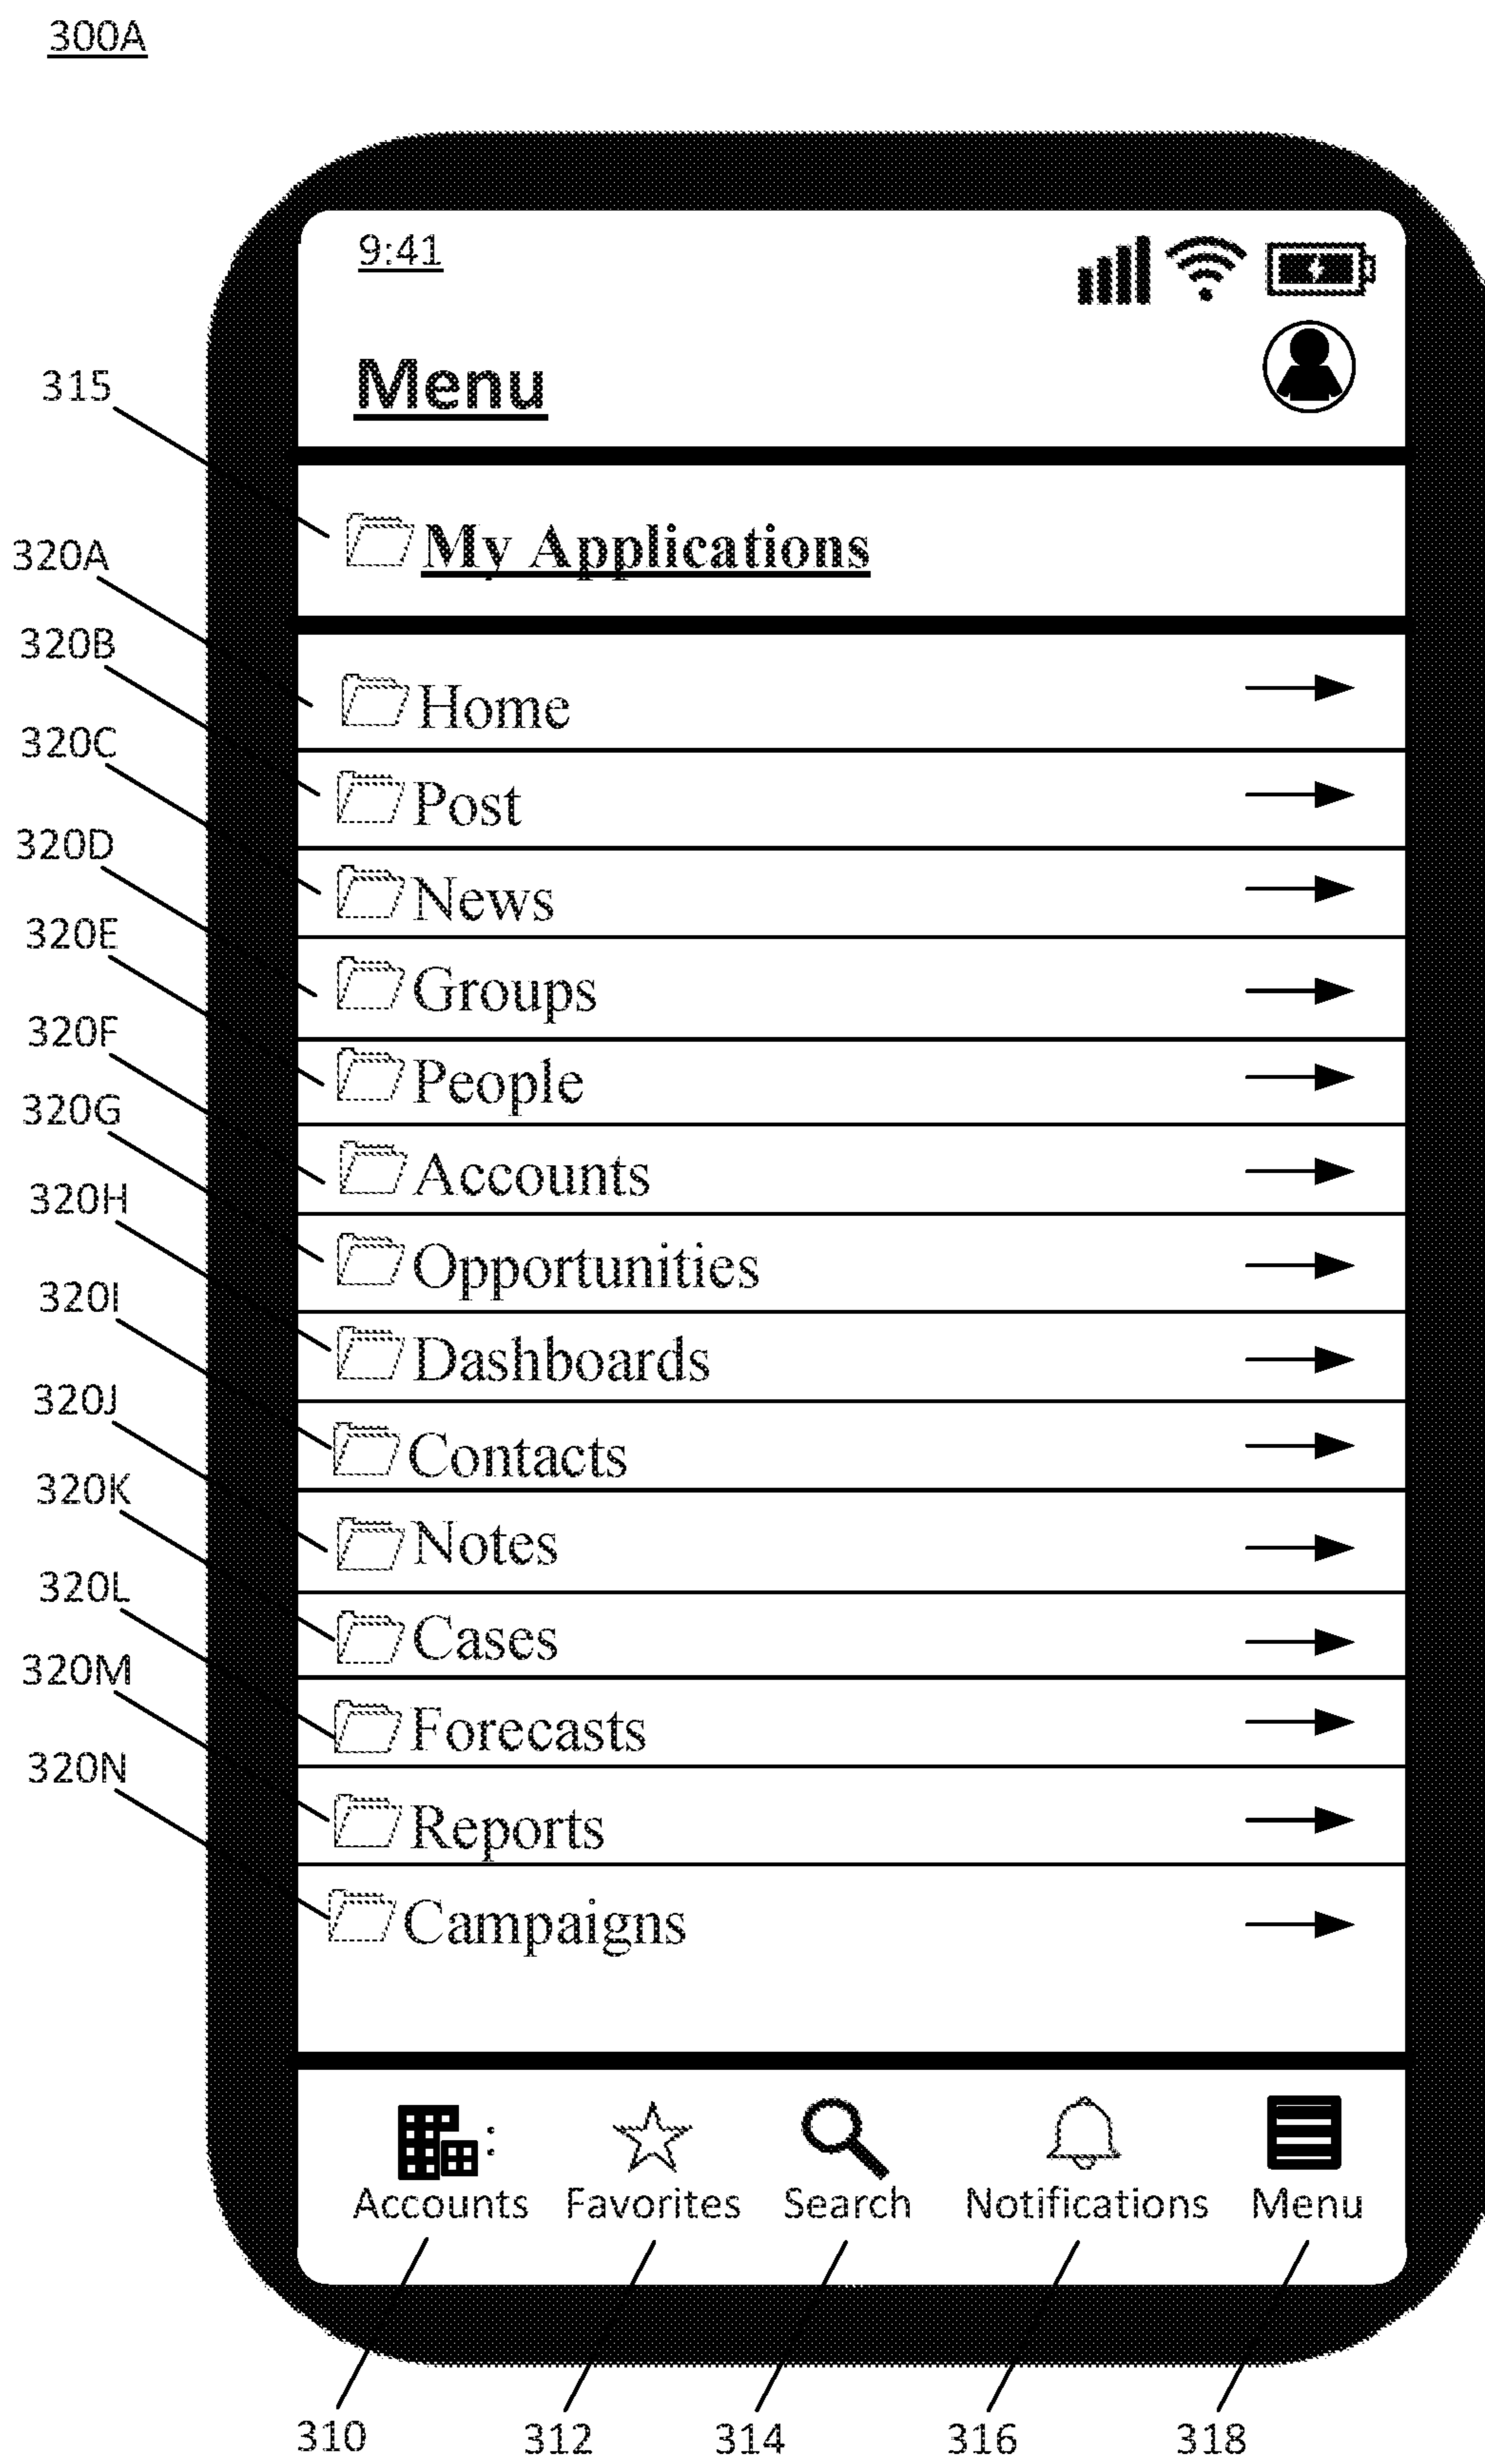 300A
9:41
315
Menu
My Applications
320A
320B
Home
320C
Post
320D
News
320E
Groups
320F
People
320G
Accounts
320H
Opportunities
320I
Dashboards
320J
Contacts
320K
Notes
320L
Cases
320M
Forecasts
320N
Reports
Campaigns
Accounts Favorites Search Notifications Menu
310 312 314 316 318